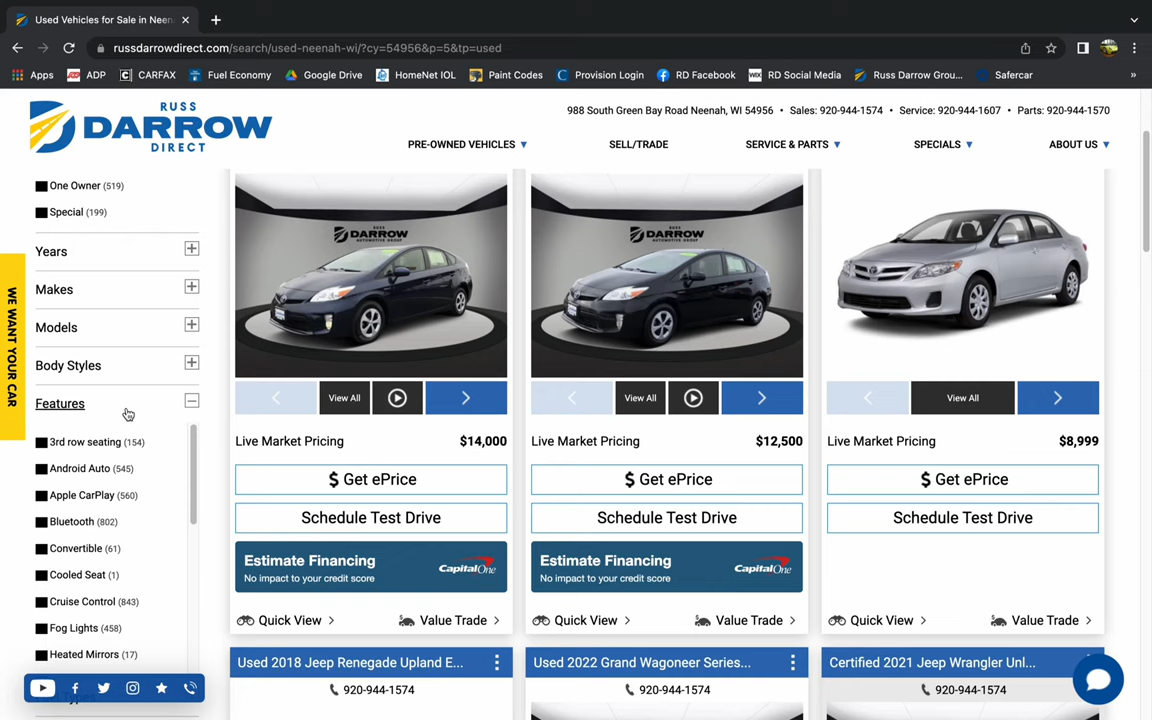 Used Vehicles for Sale in Neen
russdarrowdirect.com/search/used-neenah-wi/?cy=54956&p=5&tp=used
Apps ADP CARFAX Fuel Economy Google Drive HomeNet IOL Paint Codes Provision Login RD Facebook RD Social Media Russ Darrow Grou... Safercar »
RUSS
DARROW
DIRECT
988 South Green Bay Road Neenah, WI 54956 • Sales: 920-944-1574 • Service: 920-944-1607 • Parts: 920-944-1570
PRE-OWNED VEHICLES SELL/TRADE SERVICE & PARTS SPECIALS ABOUT US
WE WANT YOUR CAR
One Owner (519)
Special (199)
Years
Makes
Models
Body Styles
Features
3rd row seating (154)
Android Auto (545)
Apple CarPlay (560)
Bluetooth (802)
Convertible (61)
Cooled Seat (1)
Cruise Control (843)
Fog Lights (458)
Heated Mirrors (17)
DARROW DARROW
View All View All View All
Live Market Pricing $14,000 Live Market Pricing $12,500 Live Market Pricing $8,999
$ Get ePrice $ Get ePrice $ Get ePrice
Schedule Test Drive Schedule Test Drive Schedule Test Drive
Estimate Financing Estimate Financing
No impact to your credit score Capital One No impact to your credit score Capital One
Quick View Value Trade Quick View Value Trade Quick View Value Trade
Used 2018 Jeep Renegade Upland E... Used 2022 Grand Wagoneer Series... Certified 2021 Jeep Wrangler Unl...
920-944-1574 920-944-1574 920-944-1574